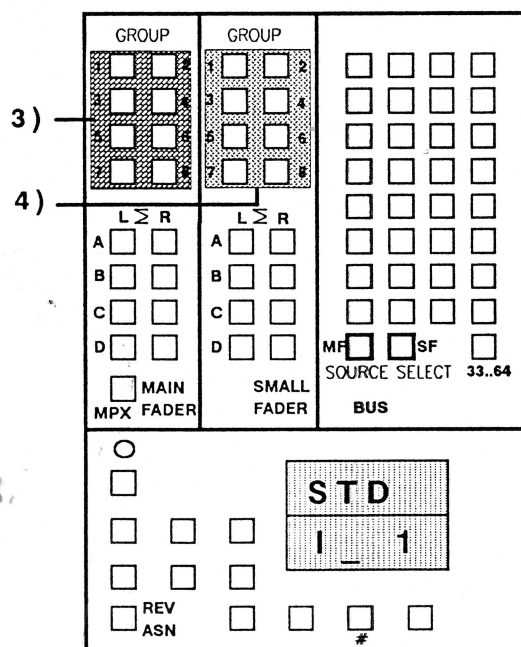 GROUP GROUP
1 2 1 2
3) 3 4 3 4
5 6 5 6
7 8 7 8
4)
L Σ R L Σ R
A A
B B
C C
D D MF SF
SOURCE SELECT 33..64
MPX MAIN FADER SMALL FADER BUS
STD
I_ 1
REV
ASN
#